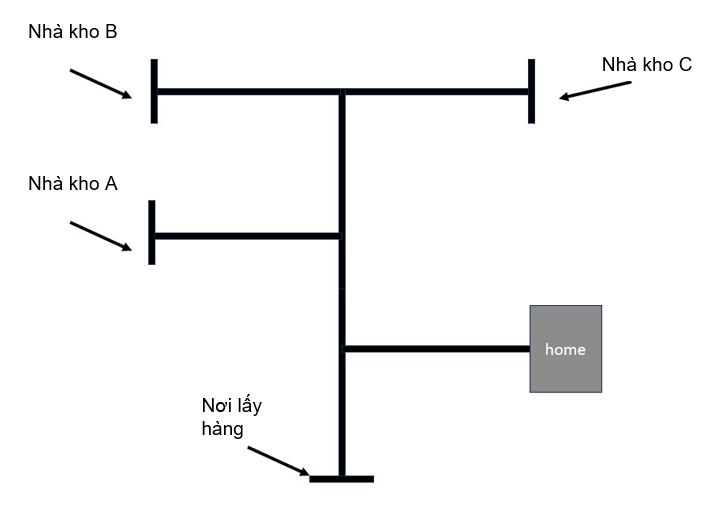 Nhà kho B
Nhà kho C
Nhà kho A
home
Nơi lấy
hàng